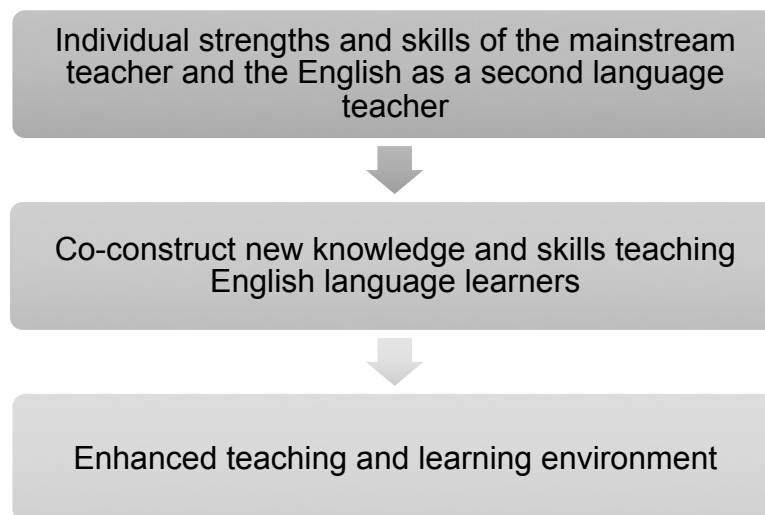 Individual strengths and skills of the mainstream
teacher and the English as a second language
teacher
Co-construct new knowledge and skills teaching
English language learners
Enhanced teaching and learning environment